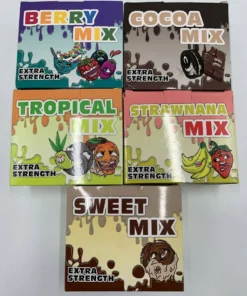 BERRY
MIX
EXTRA
STRENGTH
COCOA
MIX
EXTRA
STRENGTH
TROPICAL
MIX
EXTRA
STRENGTH
STRAWNANA
MIX
EXTRA
STRENGTH
SWEET
MIX
EXTRA
STRENGTH